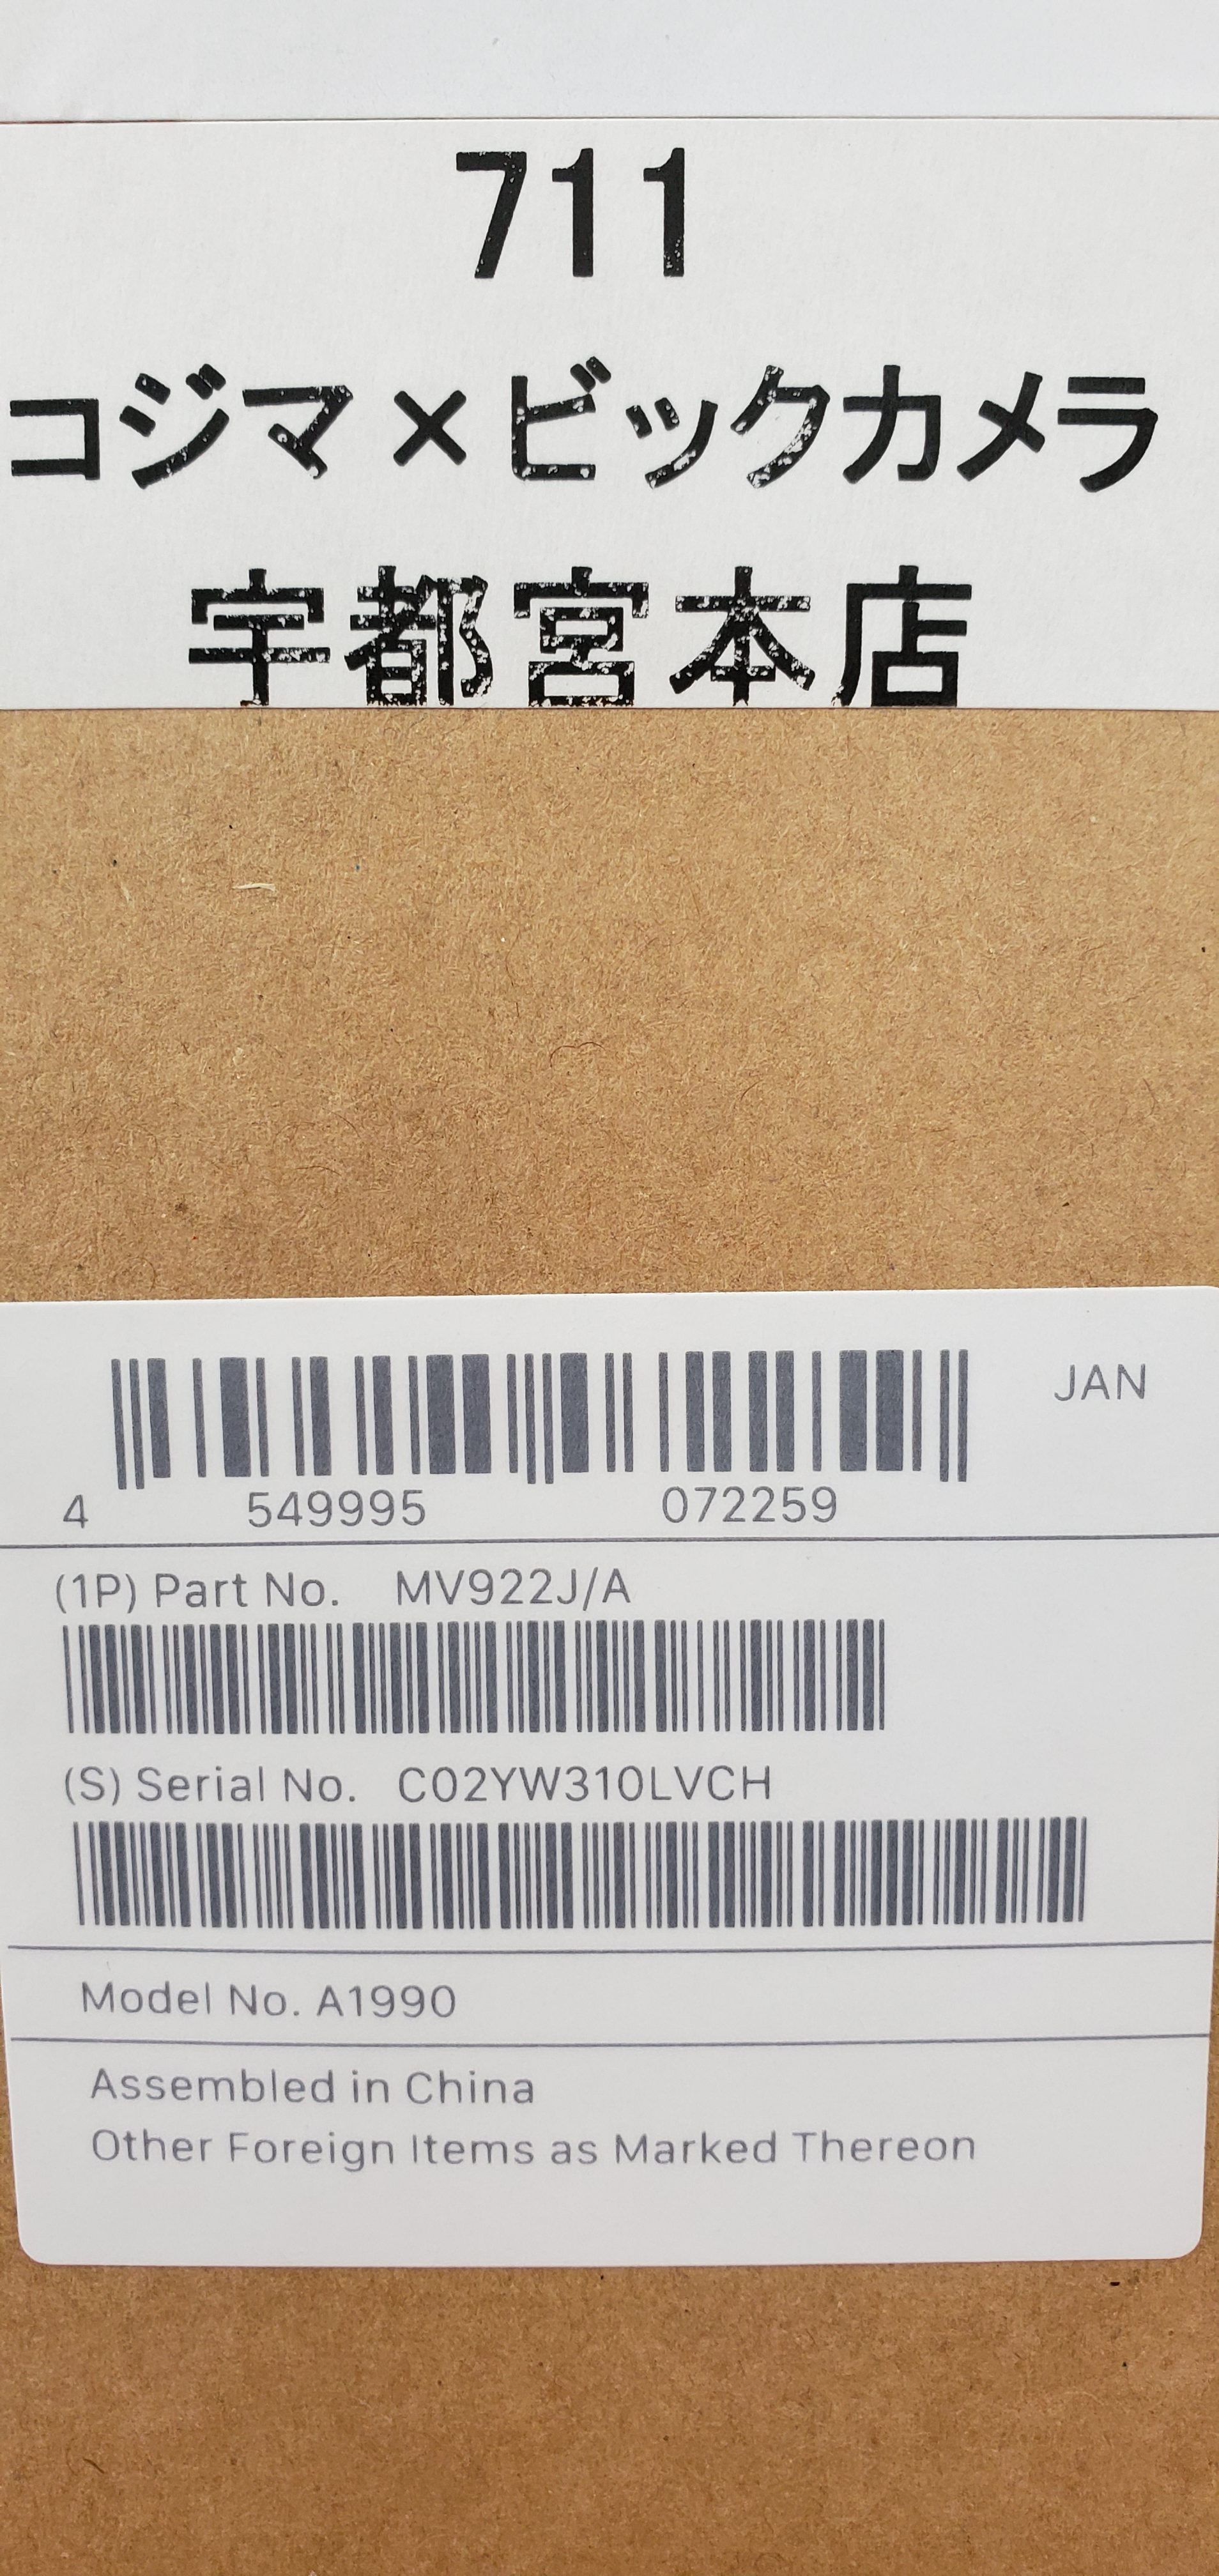 711
コジマ×ビックカメラ
宇都宮本店
JAN
4 549995 072259
(1P) Part No. MV922J/A
(S) Serial No. C02YW310LVCH
Model No. A1990
Assembled in China
Other Foreign Items as Marked Thereon